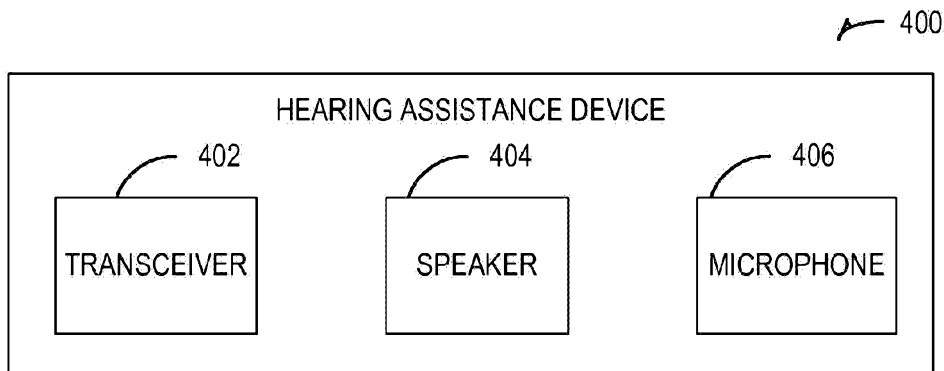 400
HEARING ASSISTANCE DEVICE
402
404
406
TRANSCEIVER
SPEAKER
MICROPHONE